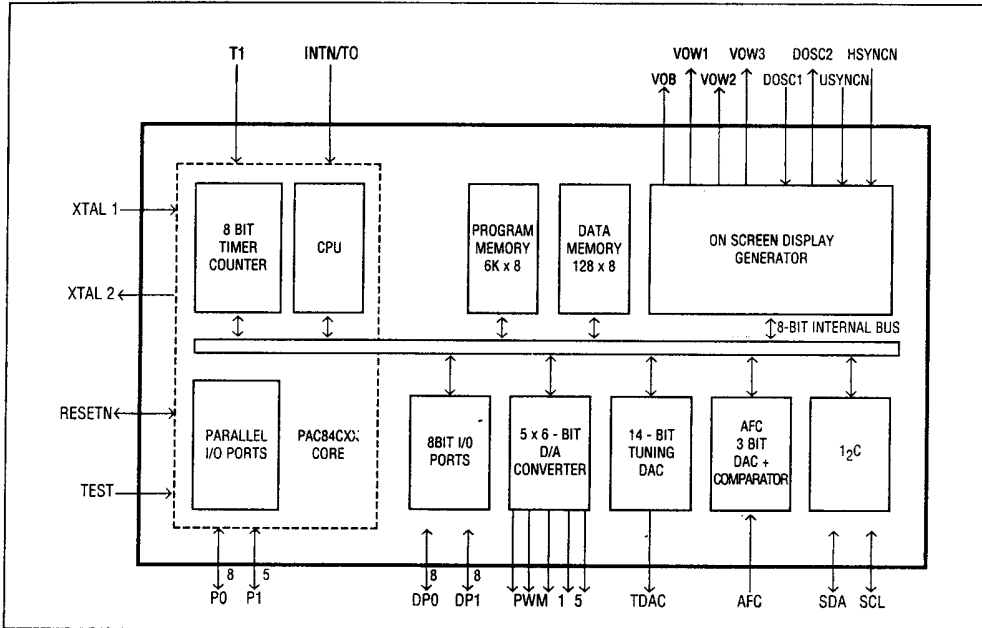 T1
INTN/TO
VOB
VOW1
VOW2
VOW3
DOSC1
DOSC2
USYNCN
HSYNCN
XTAL 1
XTAL 2
RESETN
TEST
8 BIT
TIMER
COUNTER
CPU
PROGRAM
MEMORY
6K x 8
DATA
MEMORY
128 x 8
ON SCREEN DISPLAY
GENERATOR
8-BIT INTERNAL BUS
PARALLEL
I/O PORTS
PAC84CXX
CORE
8BIT I/O
PORTS
5 x 6 - BIT
D/A
CONVERTER
14 - BIT
TUNING
DAC
AFC
3 BIT
DAC +
COMPARATOR
12C
8
5
8
8
P0
P1
DP0
DP1
PWM 1 5
TDAC
AFC
SDA
SCL